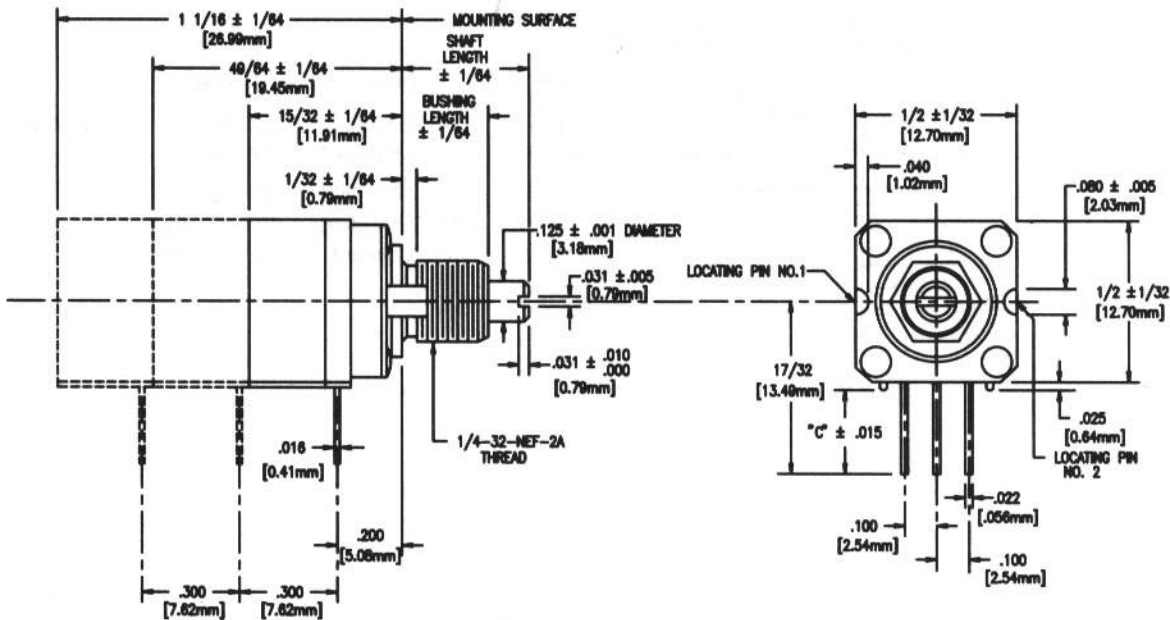 1 1/16 ± 1/64
[26.99mm]
MOUNTING SURFACE
SHAFT
LENGTH
± 1/64
49/64 ± 1/64
[19.45mm]
BUSHING
LENGTH
± 1/64
15/32 ± 1/64
[11.91mm]
1/32 ± 1/64
[0.79mm]
.125 ± .001 DIAMETER
[3.18mm]
.031 ±.005
[0.79mm]
.031 ± .010
.000
[0.79mm]
1/4-32-NEF-2A
THREAD
.016
[0.41mm]
.200
[5.08mm]
.300
[7.62mm]
.300
[7.62mm]
1/2 ±1/32
[12.70mm]
.040
[1.02mm]
.080 ± .005
[2.03mm]
LOCATING PIN NO.1
1/2 ±1/32
[12.70mm]
17/32
[13.49mm]
"C" ± .015
.025
[0.64mm]
LOCATING PIN
NO. 2
.022
[.056mm]
.100
[2.54mm]
.100
[2.54mm]